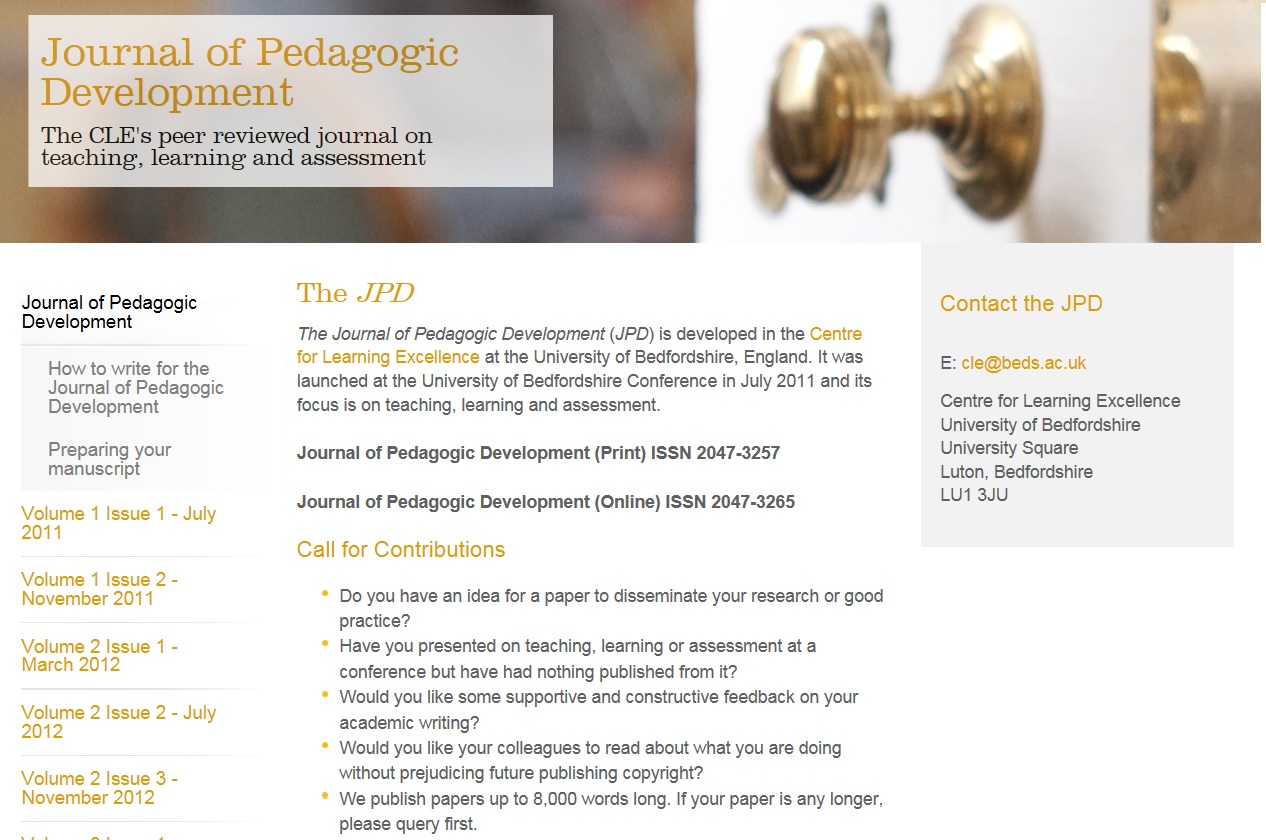 Journal of Pedagogic
Development
The CLE's peer reviewed journal on
teaching, learning and assessment
Journal of Pedagogic
Development
How to write for the
Journal of Pedagogic
Development
Preparing your
manuscript
Volume 1 Issue 1 - July
2011
Volume 1 Issue 2 -
November 2011
Volume 2 Issue 1 -
March 2012
Volume 2 Issue 2 - July
2012
Volume 2 Issue 3 -
November 2012
The JPD
The Journal of Pedagogic Development (JPD) is developed in the Centre
for Learning Excellence at the University of Bedfordshire, England. It was
launched at the University of Bedfordshire Conference in July 2011 and its
focus is on teaching, learning and assessment.
Journal of Pedagogic Development (Print) ISSN 2047-3257
Journal of Pedagogic Development (Online) ISSN 2047-3265
Call for Contributions
Do you have an idea for a paper to disseminate your research or good
practice?
Have you presented on teaching, learning or assessment at a
conference but have had nothing published from it?
Would you like some supportive and constructive feedback on your
academic writing?
Would you like your colleagues to read about what you are doing
without prejudicing future publishing copyright?
We publish papers up to 8,000 words long. If your paper is any longer,
please query first.
Contact the JPD
E: cle@beds.ac.uk
Centre for Learning Excellence
University of Bedfordshire
University Square
Luton, Bedfordshire
LU1 3JU